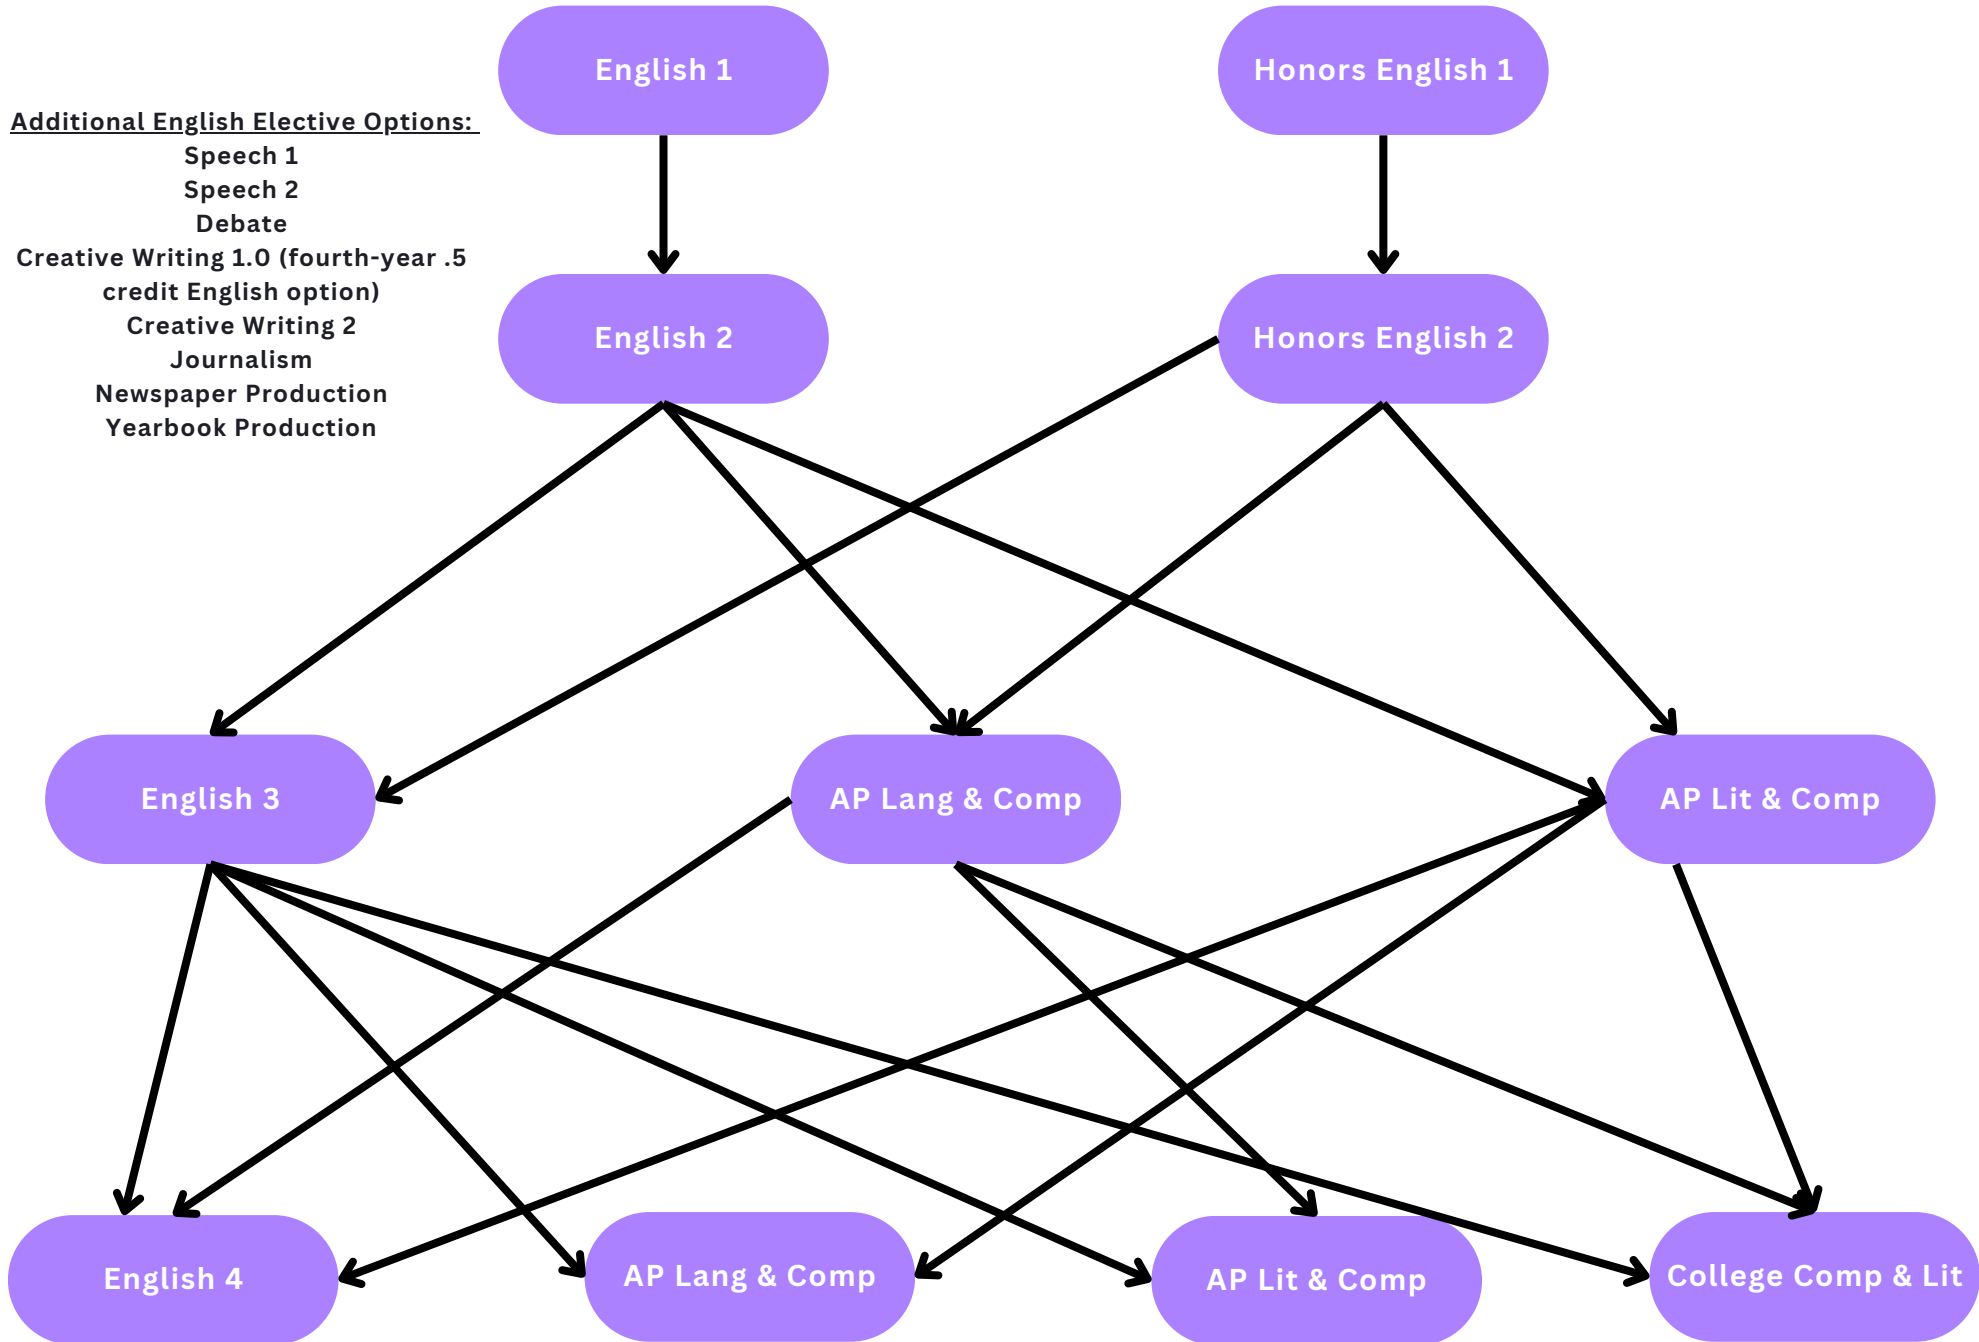 English 1
Honors English 1
Additional English Elective Options:
Speech 1
Speech 2
Debate
Creative Writing 1.0 (fourth-year .5
credit English option)
Creative Writing 2
Journalism
Newspaper Production
Yearbook Production
English 2
Honors English 2
English 3
AP Lang & Comp
AP Lit & Comp
English 4
AP Lang & Comp
AP Lit & Comp
College Comp & Lit